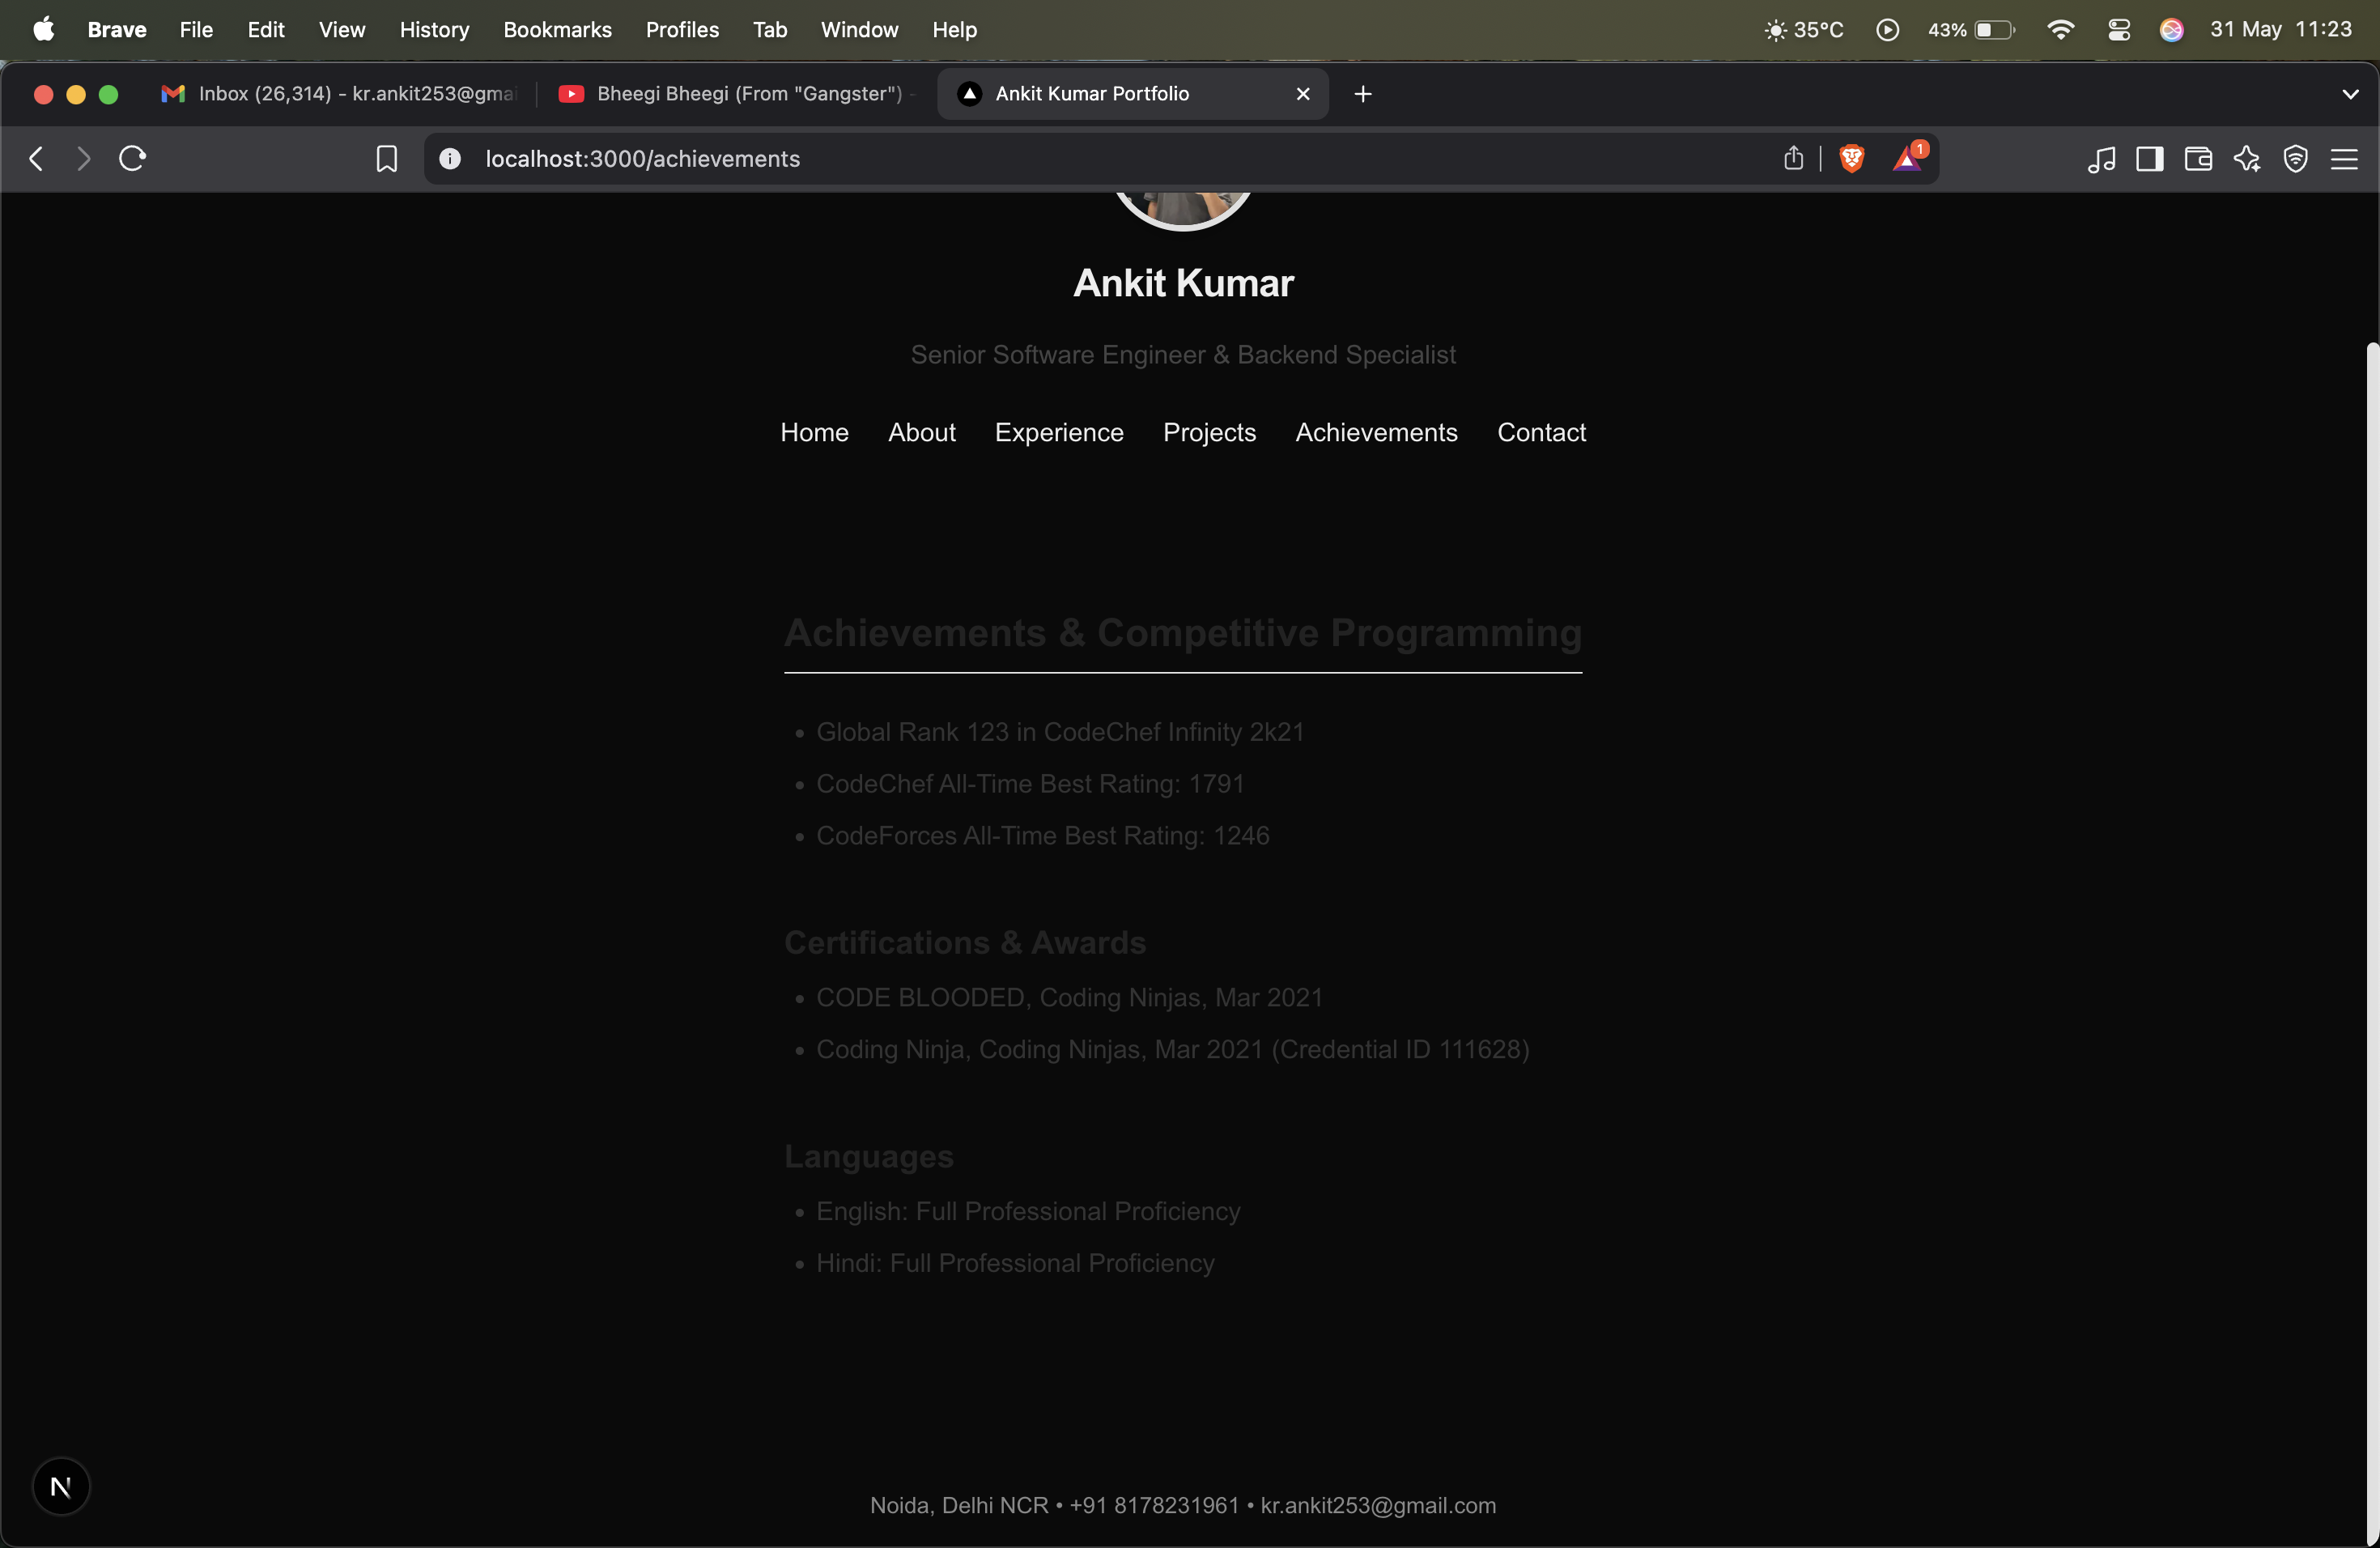 Brave File Edit View History Bookmarks Profiles Tab Window Help 35°C 43% 31 May 11:23
Inbox (26,314) - kr.ankit253@gmai Bheegi Bheegi (From "Gangster") - Ankit Kumar Portfolio
localhost:3000/achievements 1
Ankit Kumar
Senior Software Engineer & Backend Specialist
Home About Experience Projects Achievements Contact
Achievements & Competitive Programming
• Global Rank 123 in CodeChef Infinity 2k21
• CodeChef All-Time Best Rating: 1791
• CodeForces All-Time Best Rating: 1246
Certifications & Awards
• CODE BLOODED, Coding Ninjas, Mar 2021
• Coding Ninja, Coding Ninjas, Mar 2021 (Credential ID 111628)
Languages
• English: Full Professional Proficiency
• Hindi: Full Professional Proficiency
N
Noida, Delhi NCR • +91 8178231961 • kr.ankit253@gmail.com